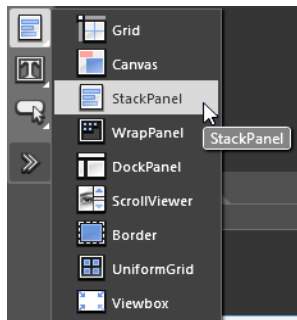 Grid
Canvas
StackPanel
WrapPanel
StackPanel
DockPanel
ScrollViewer
Border
UniformGrid
Viewbox
T